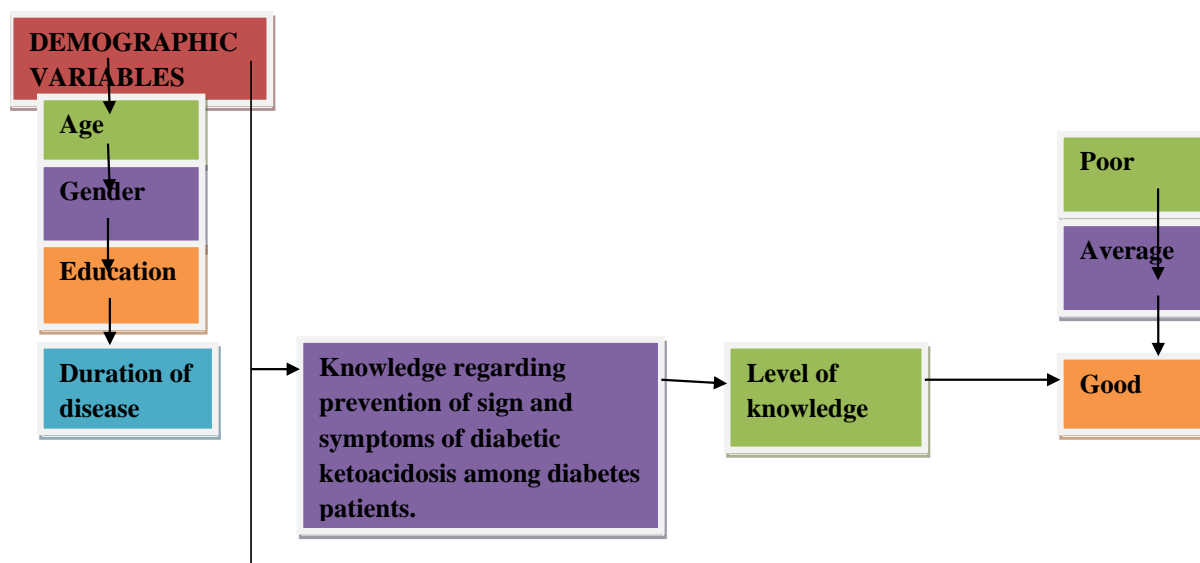 DEMOGRAPHIC
VARIABLES
Age
Gender
Education
Duration of
disease
Knowledge regarding
prevention of sign and
symptoms of diabetic
ketoacidosis among diabetes
patients.
Level of
knowledge
Poor
Average
Good